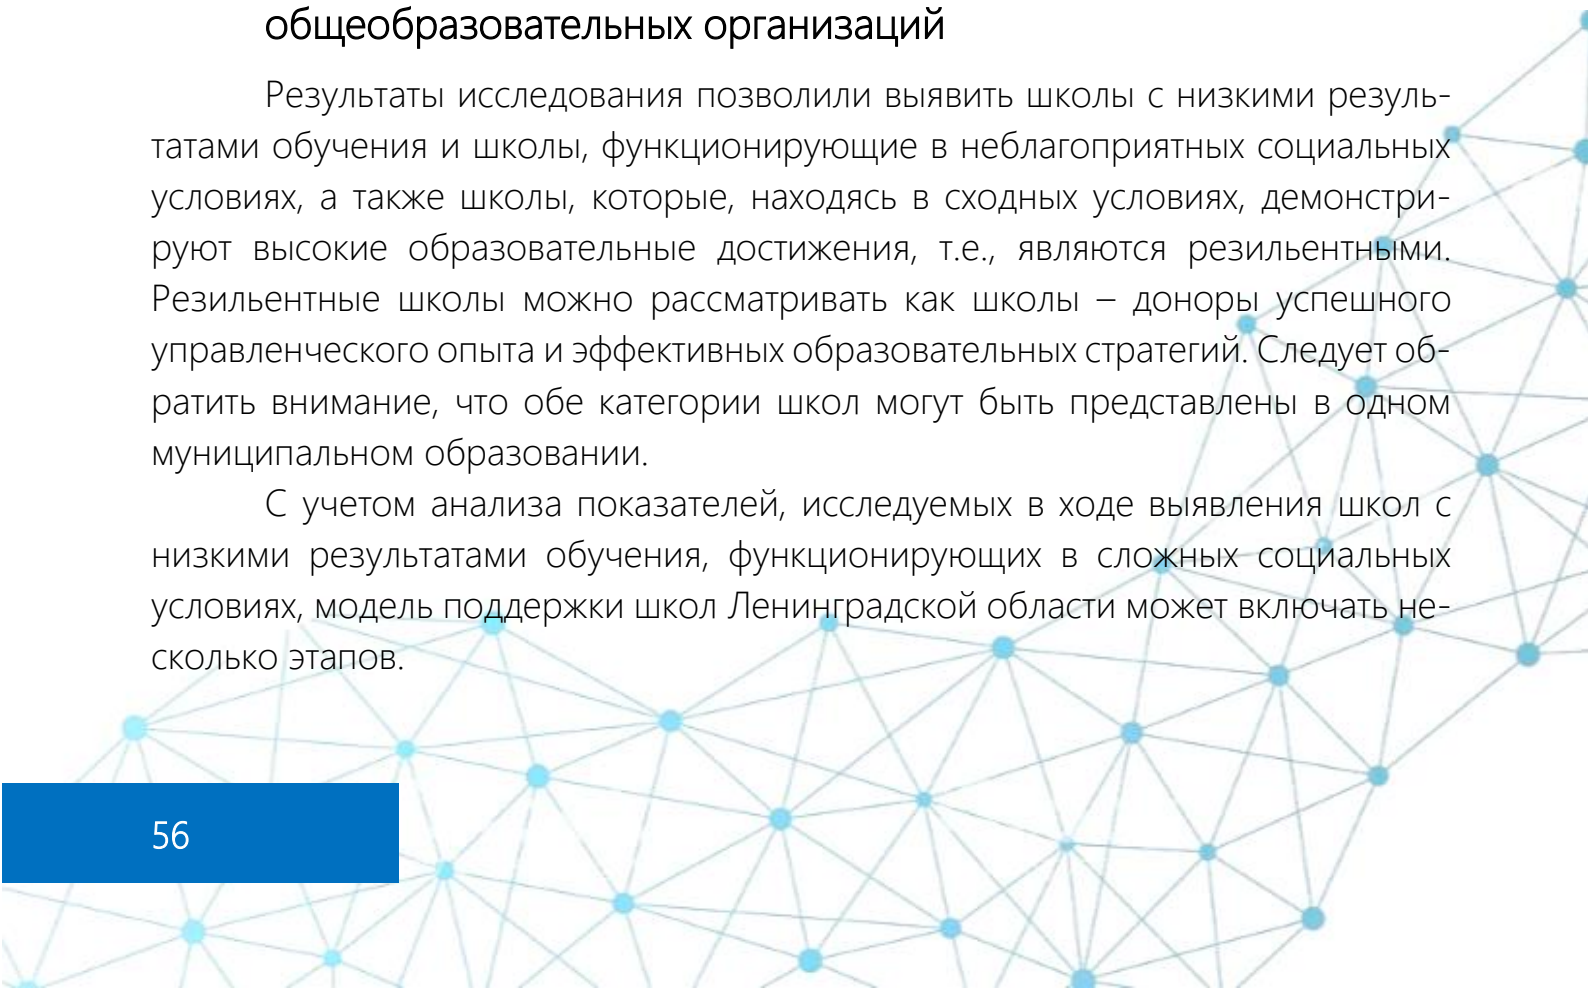 общеобразовательных организаций
Результаты исследования позволили выявить школы с низкими резуль-
татами обучения и школы, функционирующие в неблагоприятных социальных
условиях, а также школы, которые, находясь в сходных условиях, демонстри-
руют высокие образовательные достижения, т.е., являются резильентными.
Резильентные школы можно рассматривать как школы – доноры успешного
управленческого опыта и эффективных образовательных стратегий. Следует об-
ратить внимание, что обе категории школ могут быть представлены в одном
муниципальном образовании.
С учетом анализа показателей, исследуемых в ходе выявления школ с
низкими результатами обучения, функционирующих в сложных социальных
условиях, модель поддержки школ Ленинградской области может включать не-
сколько этапов.
56